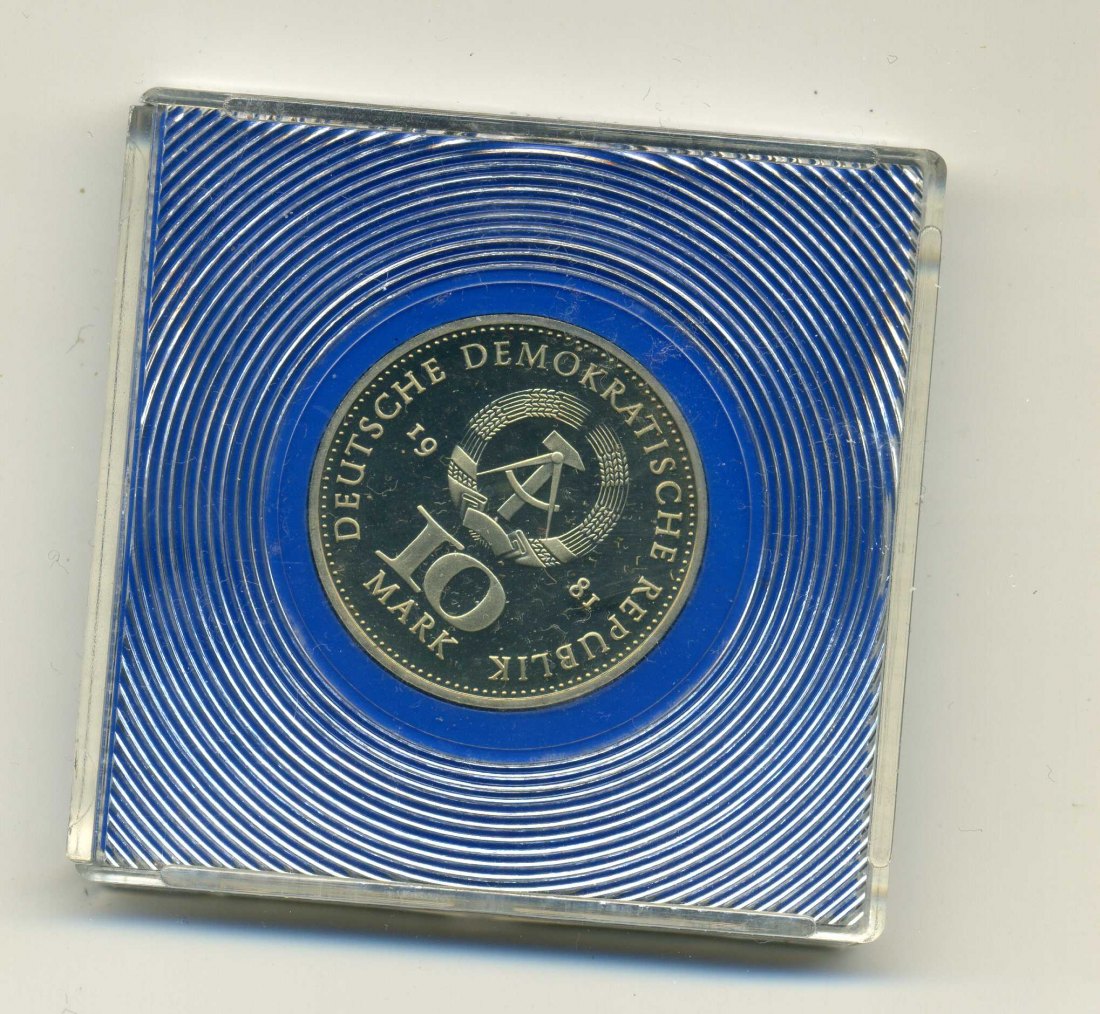 DEUTSCHE DEMOKRATISCHE REPUBLIK
19 81
10
MARK